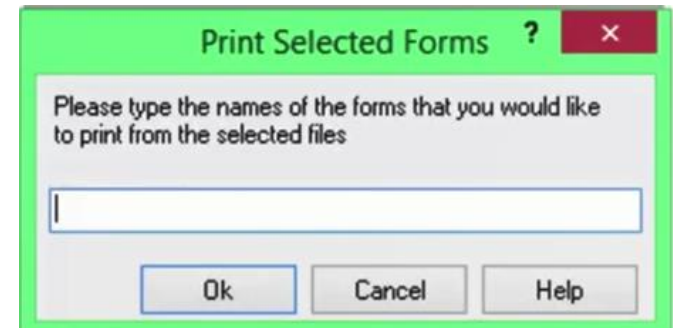 Print Selected Forms ? ×
Please type the names of the forms that you would like
to print from the selected files
Ok Cancel Help